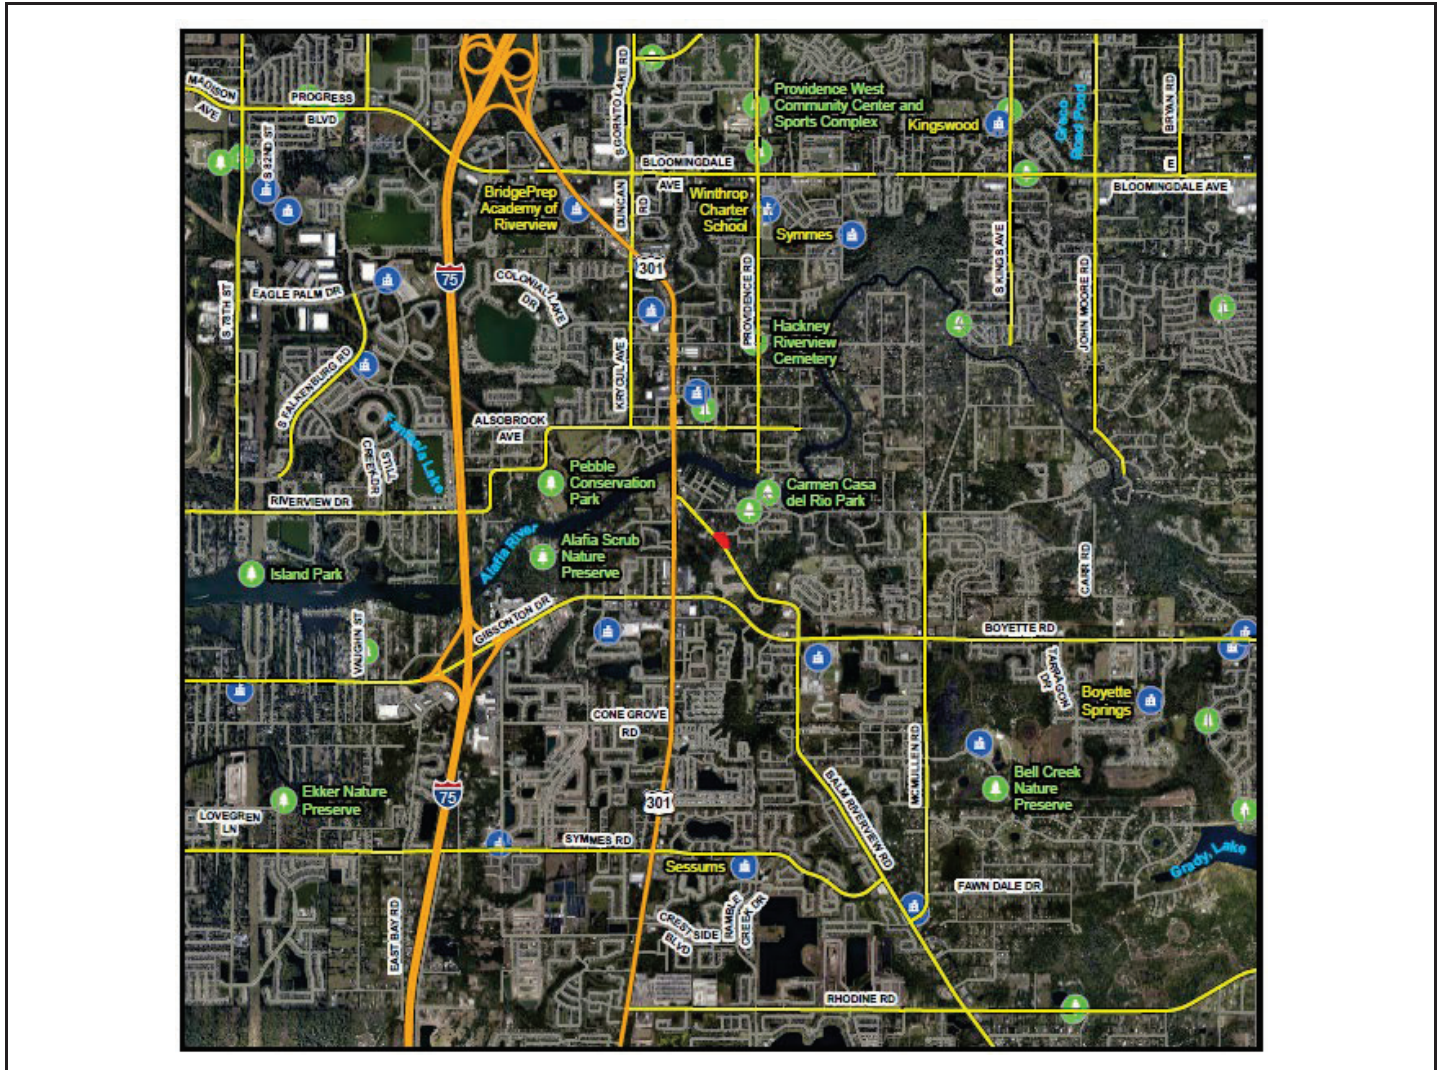 MADISON
AVE
PROGRESS
BLVD
S 82ND ST
S GORNTO LAKE RD
Providence West
Community Center and
Sports Complex
Kingswood
Road Pond
BRYAN RD
BLOOMINGDALE
AVE
E
BLOOMINGDALE AVE
BridgePrep
Academy of
Riverview
DUNCAN
RD
Winthrop
Charter
School
Symmes
S KINGS AVE
JOHN MOORE RD
75
301
S 78TH ST
EAGLE PALM DR
COLONIAL LAKE
DR
PROVIDENCE RD
Hackney
Riverview
Cemetery
S FALKENBURG RD
KRYCUL AVE
Fantasia Lake
STILL
CREEK DR
ALSOBROOK
AVE
RIVERVIEW DR
Pebble
Conservation
Park
Carmen Casa
del Rio Park
Alafia River
Alafia Scrub
Nature
Preserve
Island Park
CARR RD
VAUGHN ST
GIBSONTON DR
BOYETTE RD
TARRAGON
DR
Boyette
Springs
CONE GROVE
RD
MCMULLEN RD
BALM RIVERVIEW RD
Bell Creek
Nature
Preserve
Ekker Nature
Preserve
75
301
LOVEGREN
LN
SYMMES RD
Sessums
Grady, Lake
FAWN DALE DR
EAST BAY RD
CREST SIDE
BLVD
RAMBLE
CREEK DR
RHODINE RD